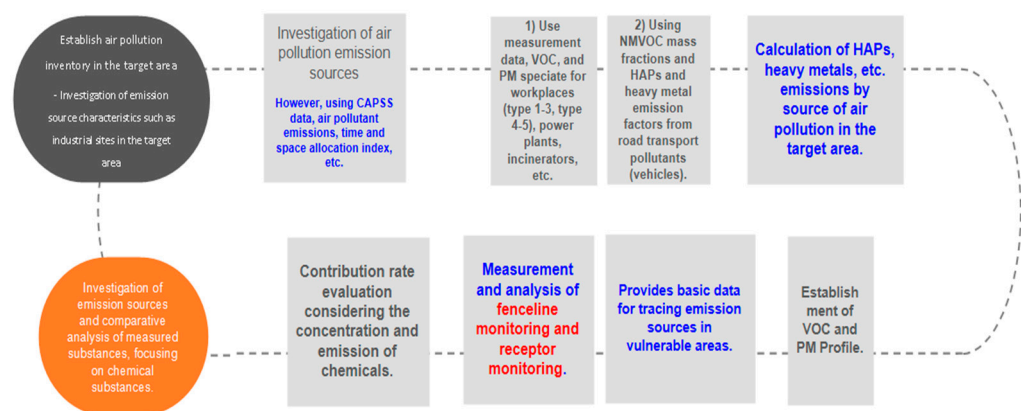 Establish air pollution
inventory in the target area
- Investigation of emission
source characteristics such as
industrial sites in the target
area
Investigation of air
pollution emission
sources
However, using CAPSS
data, air pollutant
emissions, time and
space allocation index,
etc.
1) Use
measurement
data, VOC, and
PM speciate for
workplaces
(type 1-3, type
4-5), power
plants,
incinerators,
etc.
2) Using
NMVOC mass
fractions and
HAPs and
heavy metal
emission
factors from
road transport
pollutants
(vehicles).
Calculation of HAPs,
heavy metals, etc.
emissions by
source of air
pollution in the
target area.
Investigation of
emission sources
and comparative
analysis of measured
substances, focusing
on chemical
substances.
Contribution rate
evaluation
considering the
concentration and
emission of
chemicals.
Measurement
and analysis of
fenceline
monitoring and
receptor
monitoring.
Provides basic data
for tracing emission
sources in
vulnerable areas.
Establish
ment of
VOC and
PM Profile.